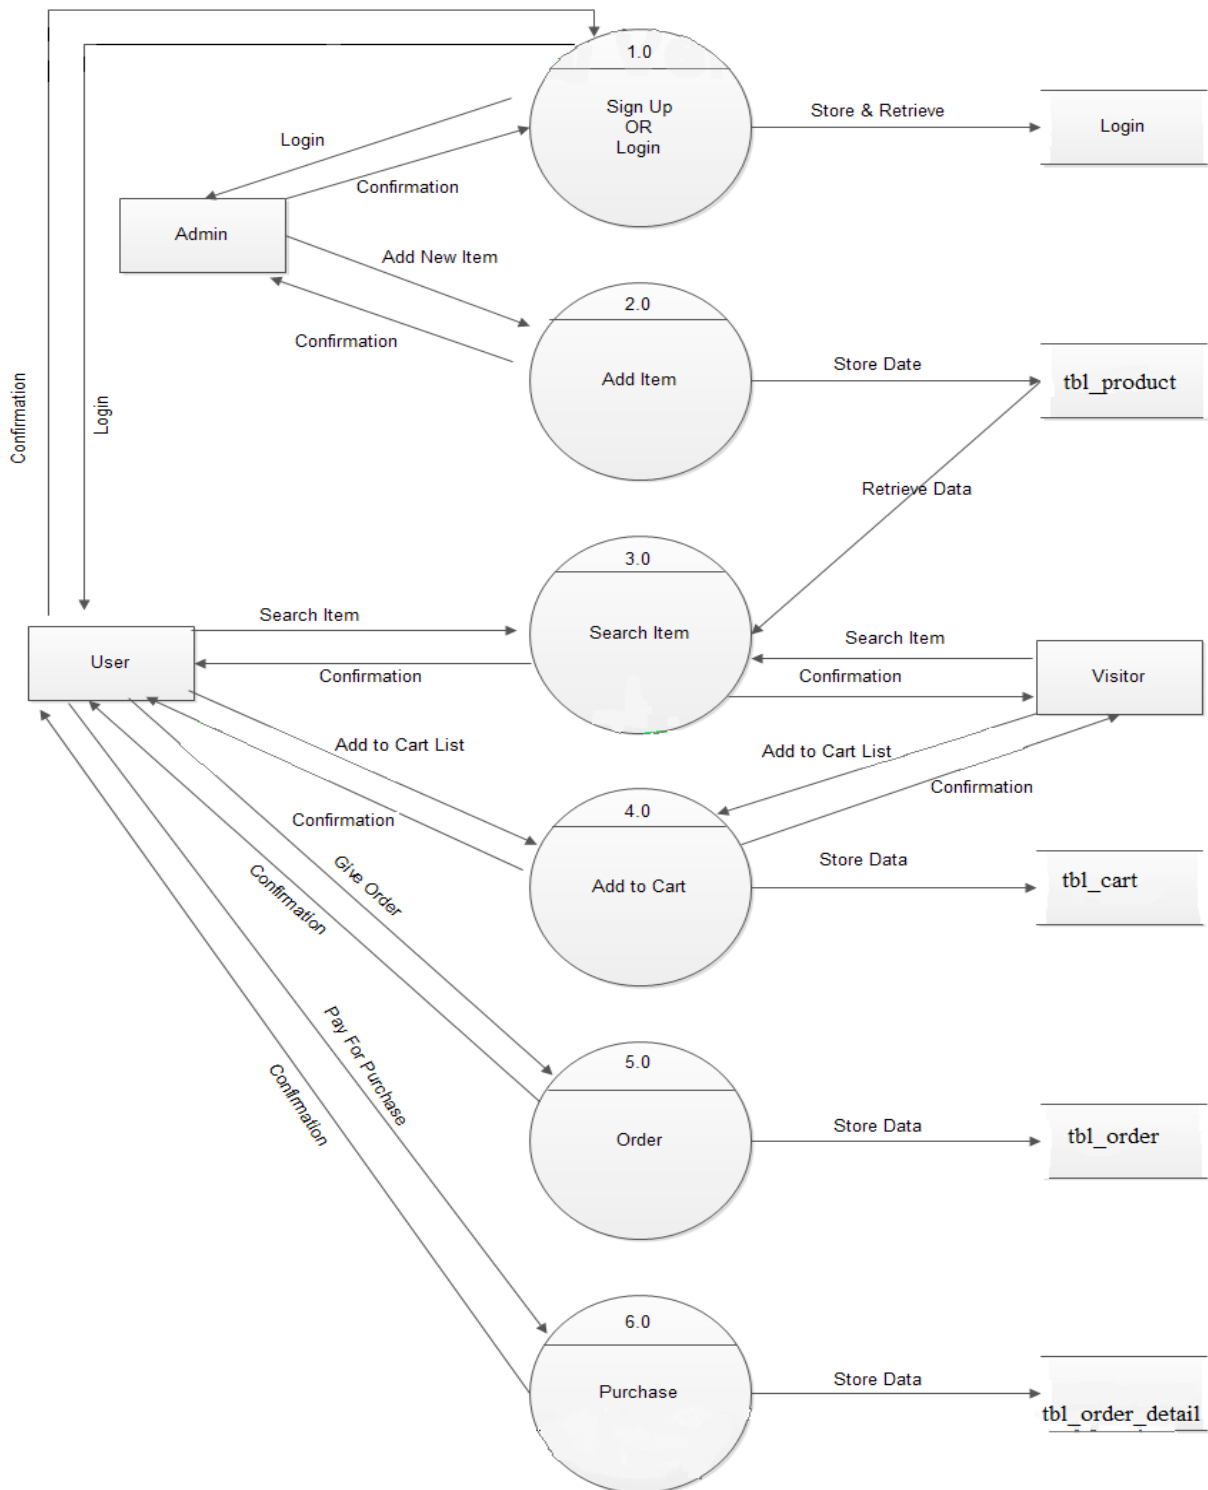 1.0
Sign Up
OR
Login
Store & Retrieve
Login
Login
Confirmation
Admin
Add New Item
Confirmation
2.0
Add Item
Store Date
tbl_product
Confirmation
Login
Retrieve Data
3.0
Search Item
Search Item
Confirmation
User
Search Item
Confirmation
Visitor
Add to Cart List
Confirmation
Add to Cart List
Confirmation
4.0
Add to Cart
Store Data
tbl_cart
Give Order
Confirmation
5.0
Order
Store Data
tbl_order
Pay For Purchase
Confirmation
6.0
Purchase
Store Data
tbl_order_detail